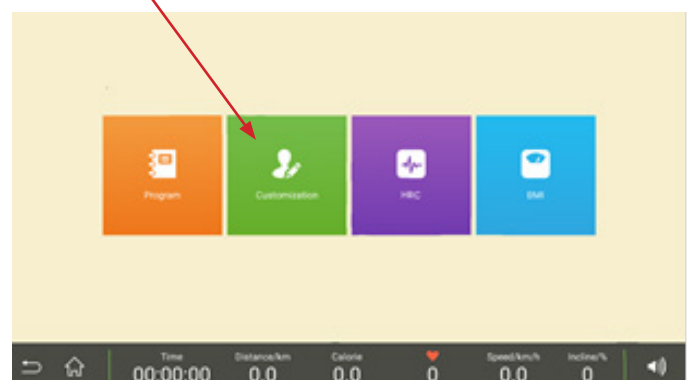 Program
Customization
HRC
BMI
Time
Distance/km
Calorie
Speed/km/h
Incline/%
00:00:00
0.0
0.0
0
0.0
0